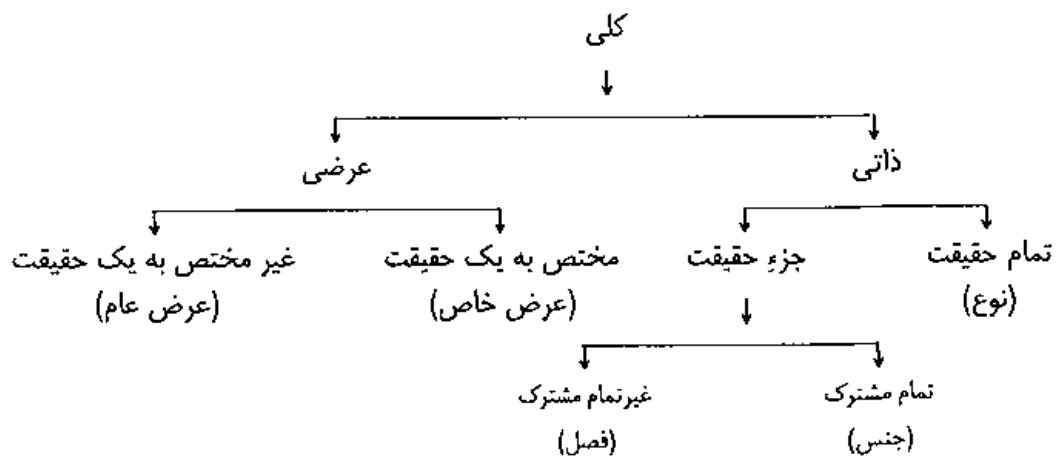 کلی
ذاتی
عرضی
تمام حقیقت
(نوع)
جزءِ حقیقت
مختص به یک حقیقت
(عرض خاص)
غیر مختص به یک حقیقت
(عرض عام)
تمام مشترک
(جنس)
غیرتمام مشترک
(فصل)